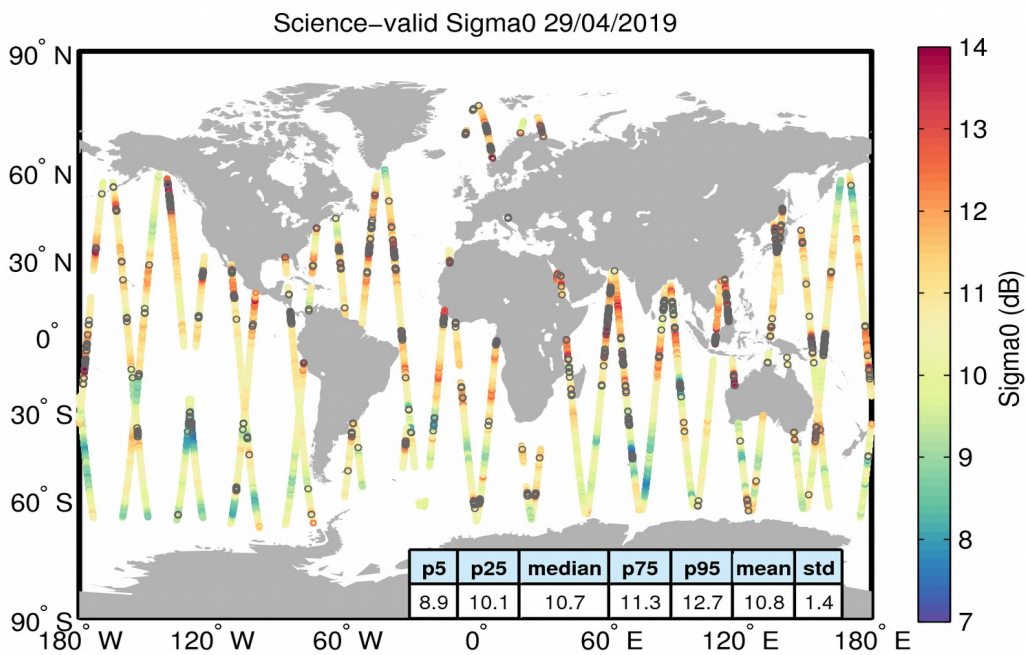 Science−valid Sigma0 29/04/2019
90° N
60° N
30° N
0°
30° S
60° S
90° S
180° W
120° W
60° W
0°
60° E
120° E
180° E
p5 p25 median p75 p95 mean std
8.9 10.1 10.7 11.3 12.7 10.8 1.4
14
13
12
11
10
9
8
7
Sigma0 (dB)